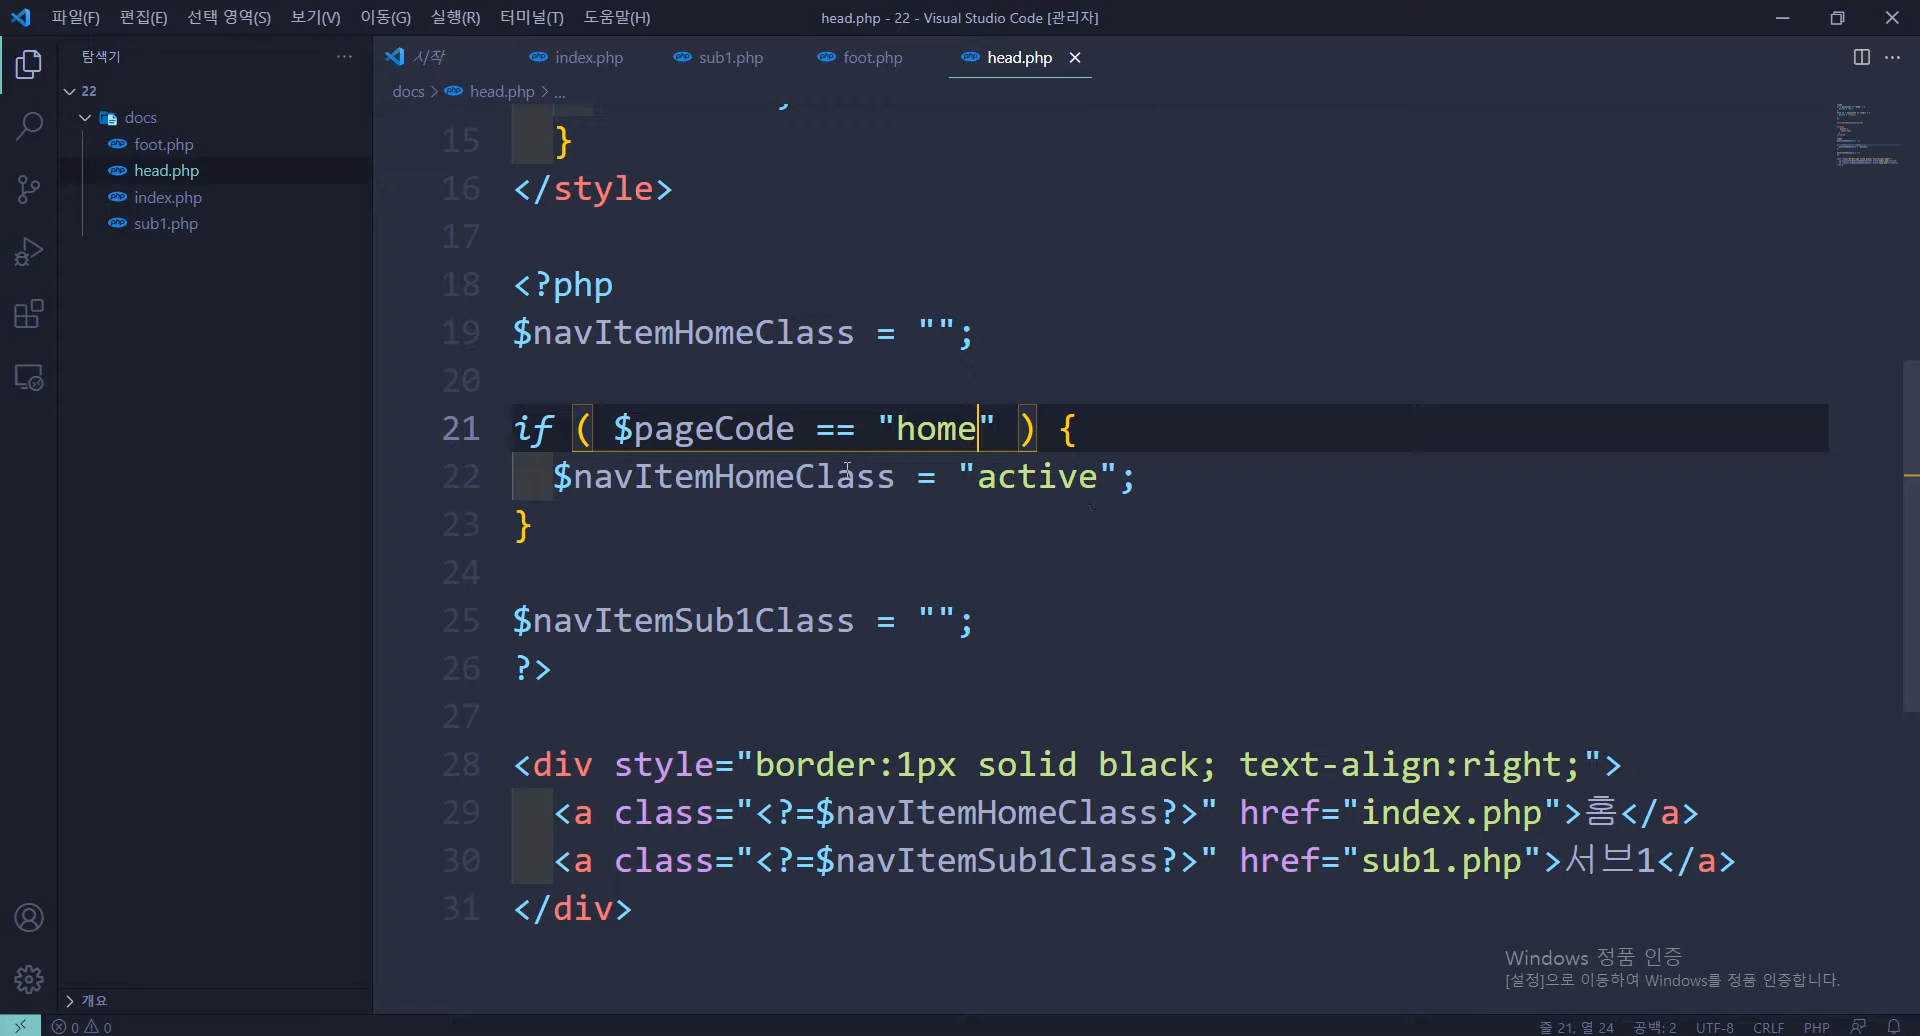 파일(F) 편집(E) 선택 영역(S) 보기(V) 이동(G) 실행(R) 터미널(T) 도움말(H) head.php - 22 - Visual Studio Code [관리자]
탐색기
시작 index.php sub1.php foot.php head.php
22
docs > head.php > ...
docs
foot.php
head.php
index.php
sub1.php
15 }
16 </style>
17
18 <?php
19 $navItemHomeClass = "";
20
21 if ( $pageCode == "home" ) {
22 $navItemHomeClass = "active";
23 }
24
25 $navItemSub1Class = "";
26 ?>
27
28 <div style="border:1px solid black; text-align:right;">
29 <a class="<?=$navItemHomeClass?>" href="index.php">홈</a>
30 <a class="<?=$navItemSub1Class?>" href="sub1.php">서브1</a>
31 </div>
Windows 정품 인증
[설정]으로 이동하여 Windows를 정품 인증합니다.
개요
0 0 줄 21, 열 24 공백: 2 UTF-8 CRLF PHP